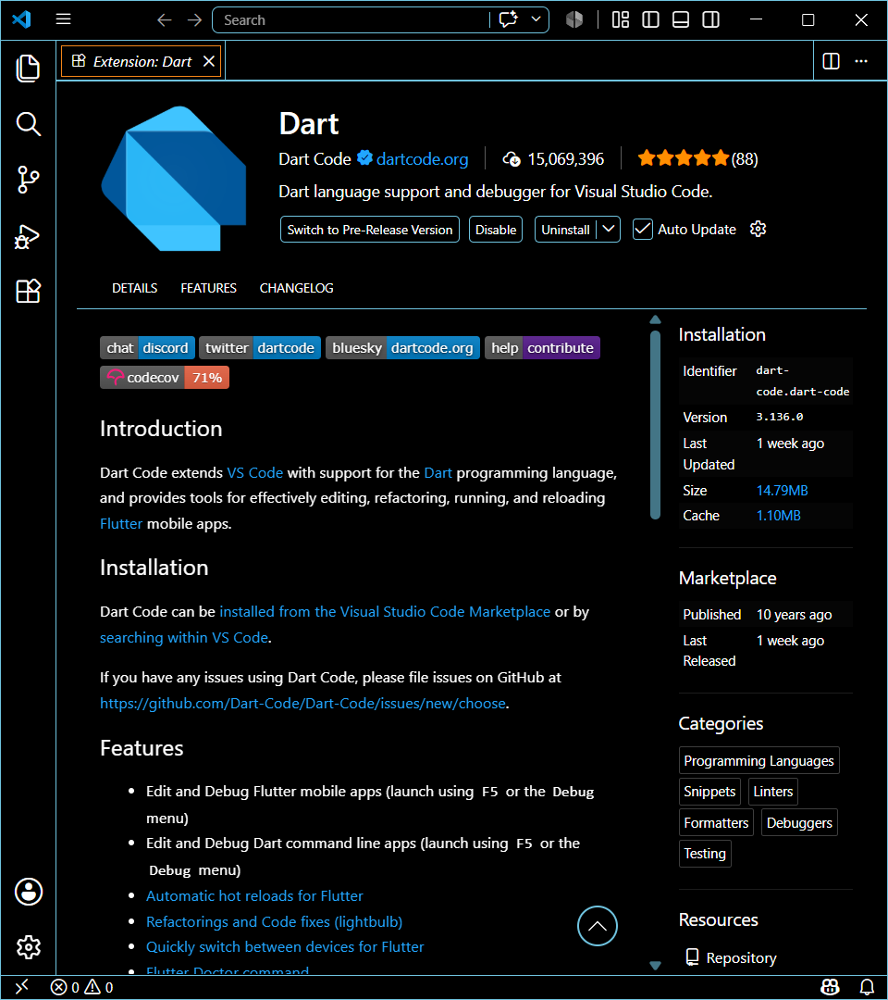 Search
Extension: Dart
Dart
Dart Code dartcode.org 15,069,396 (88)
Dart language support and debugger for Visual Studio Code.
Switch to Pre-Release Version Disable Uninstall Auto Update
DETAILS FEATURES CHANGELOG
chat discord twitter dartcode bluesky dartcode.org help contribute
codecov 71%
Introduction
Dart Code extends VS Code with support for the Dart programming language,
and provides tools for effectively editing, refactoring, running, and reloading
Flutter mobile apps.
Installation
Dart Code can be installed from the Visual Studio Code Marketplace or by
searching within VS Code.
If you have any issues using Dart Code, please file issues on GitHub at
https://github.com/Dart-Code/Dart-Code/issues/new/choose.
Features
• Edit and Debug Flutter mobile apps (launch using F5 or the Debug
menu)
• Edit and Debug Dart command line apps (launch using F5 or the
Debug menu)
• Automatic hot reloads for Flutter
• Refactorings and Code fixes (lightbulb)
• Quickly switch between devices for Flutter
• Flutter Doctor command
Installation
Identifier dart-
code.dart-code
Version 3.136.0
Last 1 week ago
Updated
Size 14.79MB
Cache 1.10MB
Marketplace
Published 10 years ago
Last 1 week ago
Released
Categories
Programming Languages
Snippets Linters
Formatters Debuggers
Testing
Resources
Repository
0 0